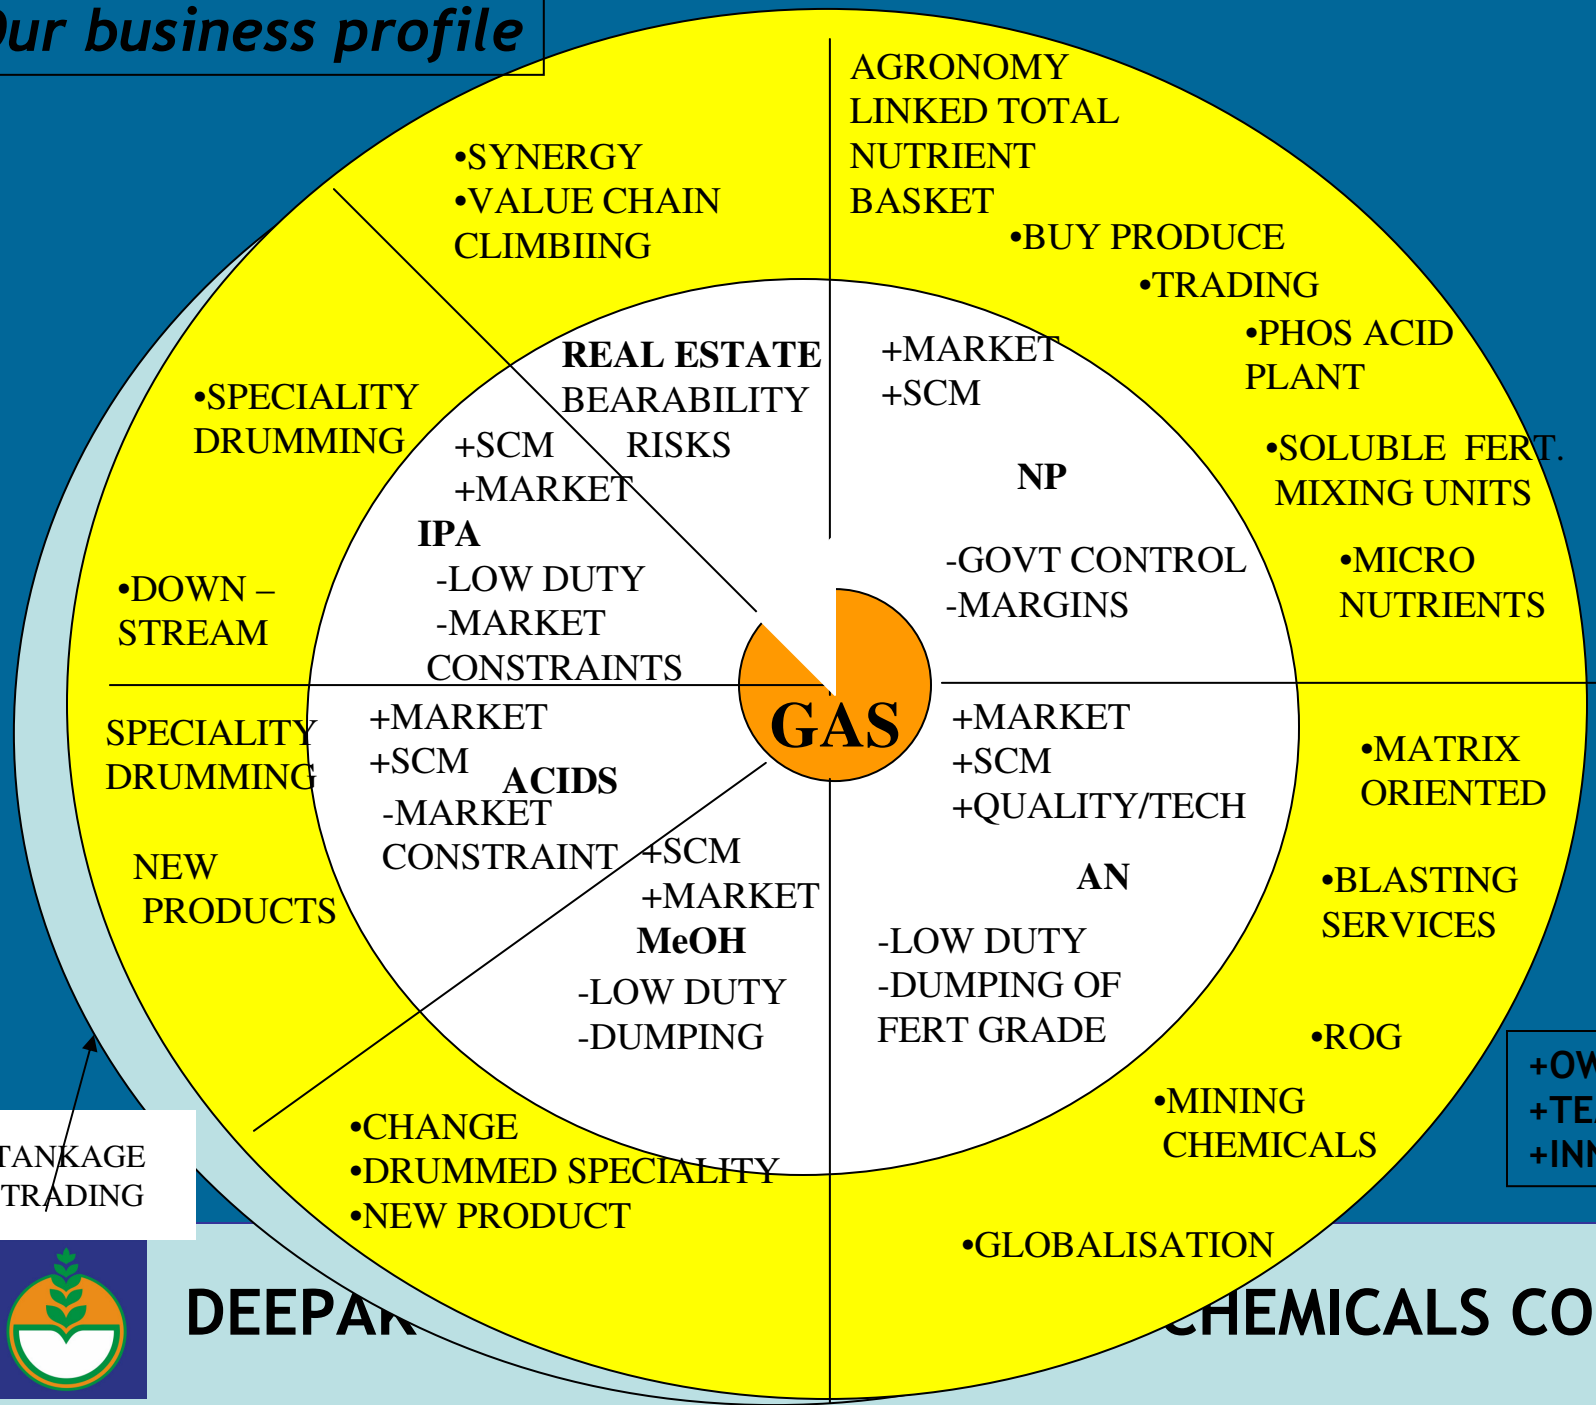 Our business profile
AGRONOMY
LINKED TOTAL
NUTRIENT
BASKET
•BUY PRODUCE
•TRADING
•PHOS ACID
PLANT
•SOLUBLE FERT.
MIXING UNITS
•MICRO
NUTRIENTS
•SYNERGY
•VALUE CHAIN
CLIMBIING
REAL ESTATE
BEARABILITY
RISKS
+MARKET
+SCM
NP
-GOVT CONTROL
-MARGINS
•SPECIALITY
DRUMMING
•DOWN –
STREAM
+SCM
+MARKET
IPA
-LOW DUTY
-MARKET
CONSTRAINTS
GAS
SPECIALITY
DRUMMING
NEW
PRODUCTS
+MARKET
+SCM
ACIDS
-MARKET
CONSTRAINT
+SCM
+MARKET
MeOH
-LOW DUTY
-DUMPING
+MARKET
+SCM
+QUALITY/TECH
AN
-LOW DUTY
-DUMPING OF
FERT GRADE
•MATRIX
ORIENTED
•BLASTING
SERVICES
•ROG
•MINING
CHEMICALS
•GLOBALISATION
•CHANGE
•DRUMMED SPECIALITY
•NEW PRODUCT
TANKAGE
TRADING
DEEPAK CHEMICALS CO